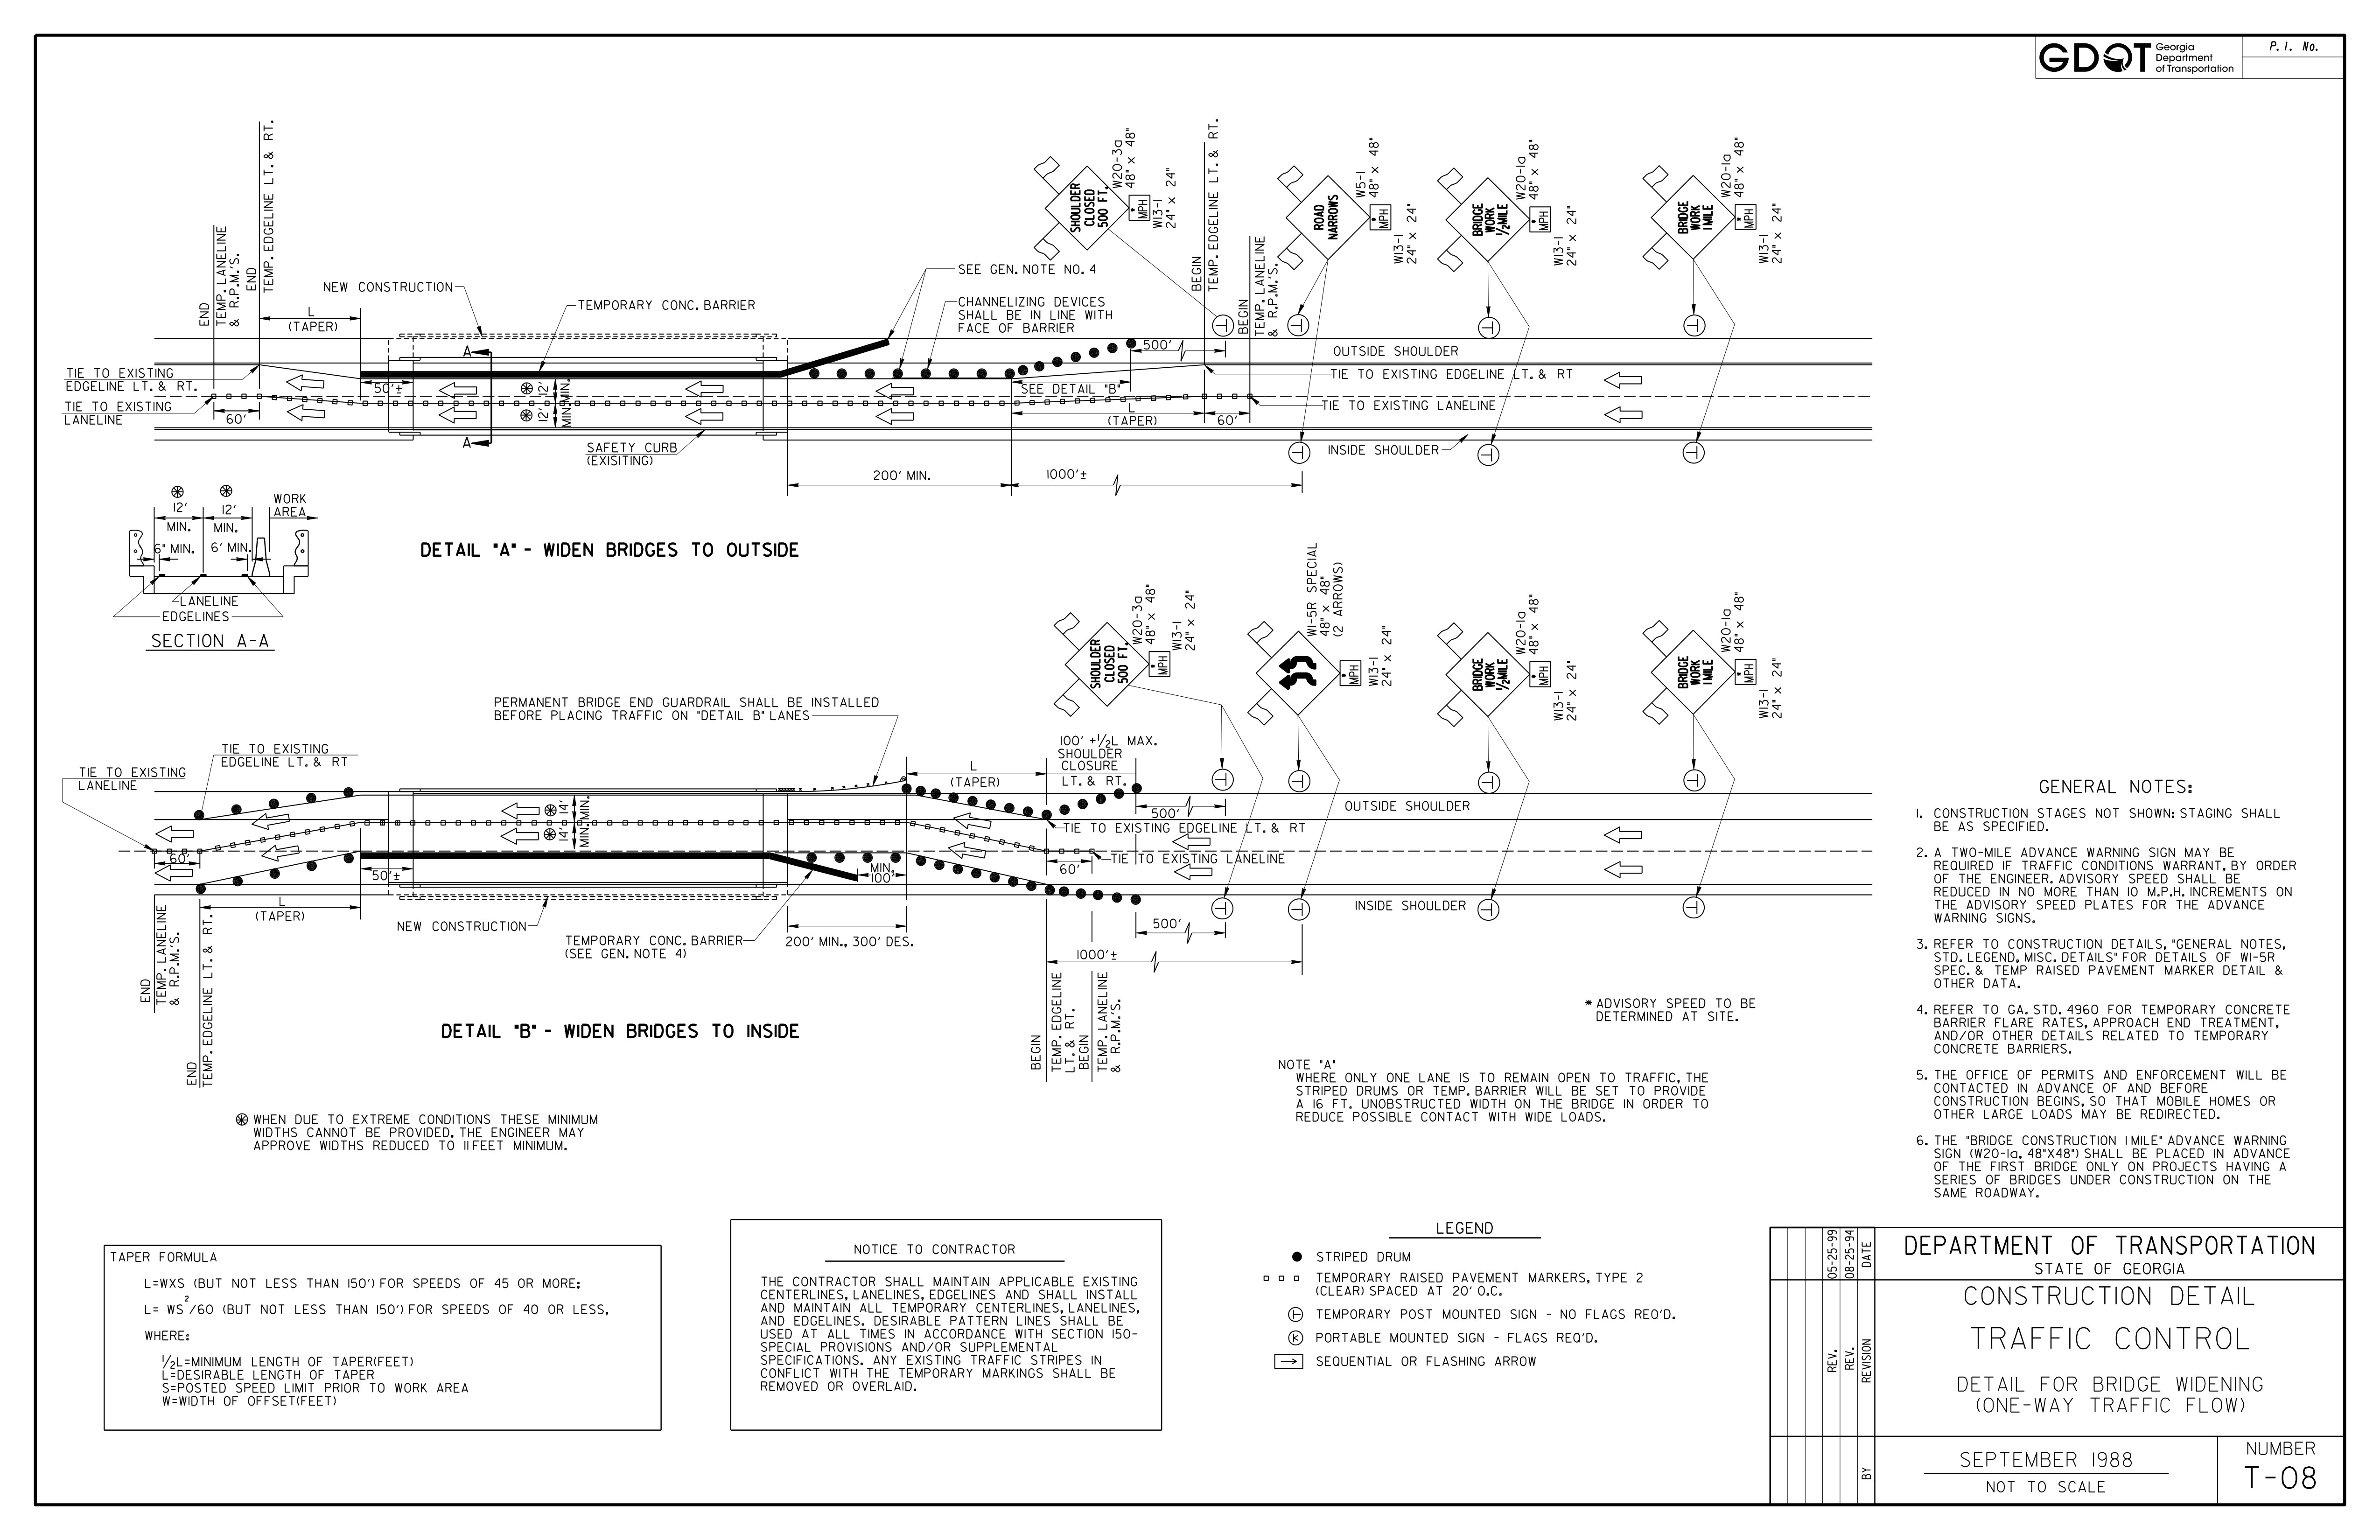 GDOT
Georgia
Department
of Transportation
P. I. No.
END
TEMP. LANELINE
& R.P.M.'S.
END
TEMP. EDGELINE LT. & RT.
NEW CONSTRUCTION
L
(TAPER)
TEMPORARY CONC. BARRIER
SEE GEN. NOTE NO. 4
CHANNELIZING DEVICES
SHALL BE IN LINE WITH
FACE OF BARRIER
SHOULDER
CLOSED
500 FT.
W20-3a
48" x 48"
* MPH
W13-1
24" x 24"
BEGIN
TEMP. EDGELINE LT. & RT.
BEGIN
TEMP. LANELINE
& R.P.M.'S.
ROAD
NARROWS
W5-1
48" x 48"
* MPH
W13-1
24" x 24"
BRIDGE
WORK
1/2 MILE
W20-1a
48" x 48"
* MPH
W13-1
24" x 24"
BRIDGE
WORK
1 MILE
W20-1a
48" x 48"
* MPH
W13-1
24" x 24"
TIE TO EXISTING
EDGELINE LT. & RT.
TIE TO EXISTING
LANELINE
60'
A
A
50'±
12'
MIN.
12'
MIN.
SAFETY CURB
(EXISITING)
500'
SEE DETAIL "B"
L
(TAPER)
60'
OUTSIDE SHOULDER
TIE TO EXISTING EDGELINE LT. & RT
TIE TO EXISTING LANELINE
INSIDE SHOULDER
200' MIN.
1000'±
12'
MIN.
12'
MIN.
WORK
AREA
6" MIN.
6' MIN.
LANELINE
EDGELINES
SECTION A-A
DETAIL "A" - WIDEN BRIDGES TO OUTSIDE
SHOULDER
CLOSED
500 FT.
W20-3a
48" x 48"
* MPH
W13-1
24" x 24"
W1-5R SPECIAL
48" x 48"
(2 ARROWS)
* MPH
W13-1
24" x 24"
BRIDGE
WORK
1/2 MILE
W20-1a
48" x 48"
* MPH
W13-1
24" x 24"
BRIDGE
WORK
1 MILE
W20-1a
48" x 48"
* MPH
W13-1
24" x 24"
PERMANENT BRIDGE END GUARDRAIL SHALL BE INSTALLED
BEFORE PLACING TRAFFIC ON "DETAIL B" LANES
TIE TO EXISTING
EDGELINE LT. & RT
TIE TO EXISTING
LANELINE
L
(TAPER)
100' +1/2L MAX.
SHOULDER
CLOSURE
LT. & RT.
500'
OUTSIDE SHOULDER
14'
MIN.
14'
MIN.
TIE TO EXISTING EDGELINE LT. & RT
TIE TO EXISTING LANELINE
60'
50'±
MIN.
100'
60'
L
(TAPER)
INSIDE SHOULDER
NEW CONSTRUCTION
TEMPORARY CONC. BARRIER
(SEE GEN. NOTE 4)
200' MIN., 300' DES.
500'
1000'±
END
TEMP. LANELINE
& R.P.M.'S.
END
TEMP. EDGELINE LT. & RT.
BEGIN
TEMP. EDGELINE
LT. & RT.
BEGIN
TEMP. LANELINE
& R.P.M.'S.
DETAIL "B" - WIDEN BRIDGES TO INSIDE
* ADVISORY SPEED TO BE
DETERMINED AT SITE.
NOTE "A"
WHERE ONLY ONE LANE IS TO REMAIN OPEN TO TRAFFIC, THE
STRIPED DRUMS OR TEMP. BARRIER WILL BE SET TO PROVIDE
A 16 FT. UNOBSTRUCTED WIDTH ON THE BRIDGE IN ORDER TO
REDUCE POSSIBLE CONTACT WITH WIDE LOADS.
WHEN DUE TO EXTREME CONDITIONS THESE MINIMUM
WIDTHS CANNOT BE PROVIDED, THE ENGINEER MAY
APPROVE WIDTHS REDUCED TO 11 FEET MINIMUM.
GENERAL NOTES:
1. CONSTRUCTION STAGES NOT SHOWN: STAGING SHALL
BE AS SPECIFIED.
2. A TWO-MILE ADVANCE WARNING SIGN MAY BE
REQUIRED IF TRAFFIC CONDITIONS WARRANT, BY ORDER
OF THE ENGINEER. ADVISORY SPEED SHALL BE
REDUCED IN NO MORE THAN 10 M.P.H. INCREMENTS ON
THE ADVISORY SPEED PLATES FOR THE ADVANCE
WARNING SIGNS.
3. REFER TO CONSTRUCTION DETAILS, "GENERAL NOTES,
STD. LEGEND, MISC. DETAILS" FOR DETAILS OF W1-5R
SPEC. & TEMP RAISED PAVEMENT MARKER DETAIL &
OTHER DATA.
4. REFER TO GA. STD. 4960 FOR TEMPORARY CONCRETE
BARRIER FLARE RATES, APPROACH END TREATMENT,
AND/OR OTHER DETAILS RELATED TO TEMPORARY
CONCRETE BARRIERS.
5. THE OFFICE OF PERMITS AND ENFORCEMENT WILL BE
CONTACTED IN ADVANCE OF AND BEFORE
CONSTRUCTION BEGINS, SO THAT MOBILE HOMES OR
OTHER LARGE LOADS MAY BE REDIRECTED.
6. THE "BRIDGE CONSTRUCTION 1 MILE" ADVANCE WARNING
SIGN (W20-1a, 48"X48") SHALL BE PLACED IN ADVANCE
OF THE FIRST BRIDGE ONLY ON PROJECTS HAVING A
SERIES OF BRIDGES UNDER CONSTRUCTION ON THE
SAME ROADWAY.
TAPER FORMULA
L=WXS (BUT NOT LESS THAN 150') FOR SPEEDS OF 45 OR MORE;
L= WS²/60 (BUT NOT LESS THAN 150') FOR SPEEDS OF 40 OR LESS,
WHERE:
1/2L=MINIMUM LENGTH OF TAPER(FEET)
L=DESIRABLE LENGTH OF TAPER
S=POSTED SPEED LIMIT PRIOR TO WORK AREA
W=WIDTH OF OFFSET(FEET)
NOTICE TO CONTRACTOR
THE CONTRACTOR SHALL MAINTAIN APPLICABLE EXISTING
CENTERLINES, LANELINES, EDGELINES AND SHALL INSTALL
AND MAINTAIN ALL TEMPORARY CENTERLINES, LANELINES,
AND EDGELINES. DESIRABLE PATTERN LINES SHALL BE
USED AT ALL TIMES IN ACCORDANCE WITH SECTION 150-
SPECIAL PROVISIONS AND/OR SUPPLEMENTAL
SPECIFICATIONS. ANY EXISTING TRAFFIC STRIPES IN
CONFLICT WITH THE TEMPORARY MARKINGS SHALL BE
REMOVED OR OVERLAID.
LEGEND
STRIPED DRUM
TEMPORARY RAISED PAVEMENT MARKERS, TYPE 2
(CLEAR) SPACED AT 20' O.C.
TEMPORARY POST MOUNTED SIGN - NO FLAGS REQ'D.
K PORTABLE MOUNTED SIGN - FLAGS REQ'D.
SEQUENTIAL OR FLASHING ARROW
05-25-99
08-25-94
DATE
REV.
REV.
REVISION
BY
DEPARTMENT OF TRANSPORTATION
STATE OF GEORGIA
CONSTRUCTION DETAIL
TRAFFIC CONTROL
DETAIL FOR BRIDGE WIDENING
(ONE-WAY TRAFFIC FLOW)
SEPTEMBER 1988
NOT TO SCALE
NUMBER
T-08